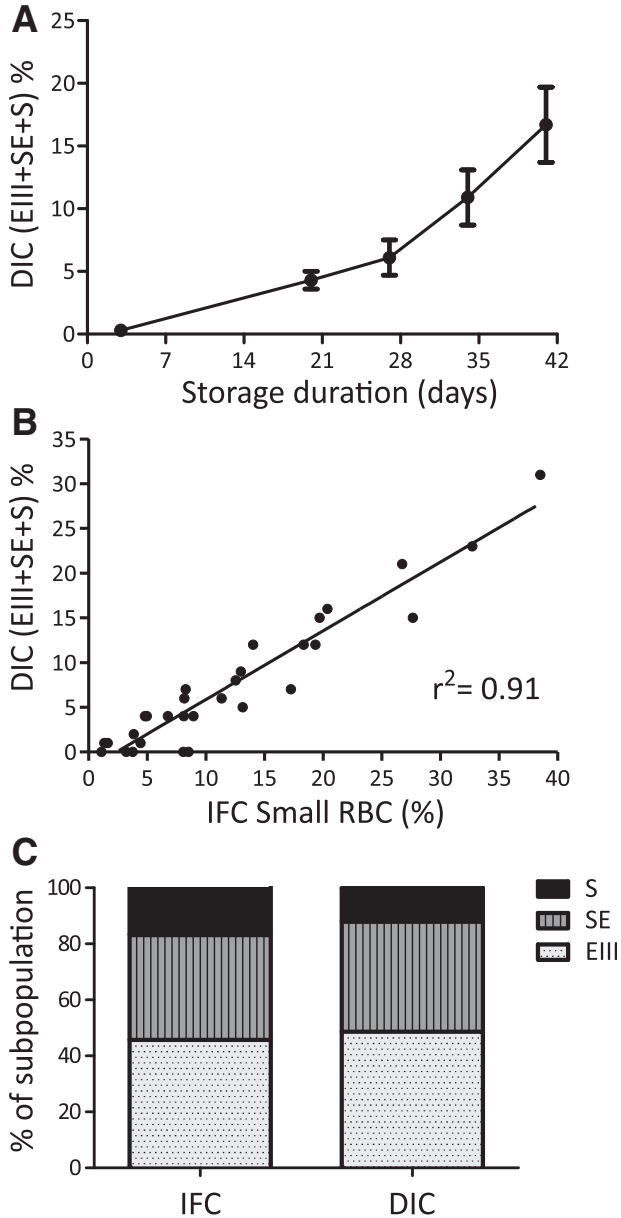 A
DIC (EIII+SE+S) %
25
20
15
10
5
0
0 7 14 21 28 35 42
Storage duration (days)
B
DIC (EIII+SE+S) %
35
30
25
20
15
10
5
0
r2= 0.91
0 5 10 15 20 25 30 35 40
IFC Small RBC (%)
C
% of subpopulation
100
80
60
40
20
0
S
SE
EIII
IFC DIC